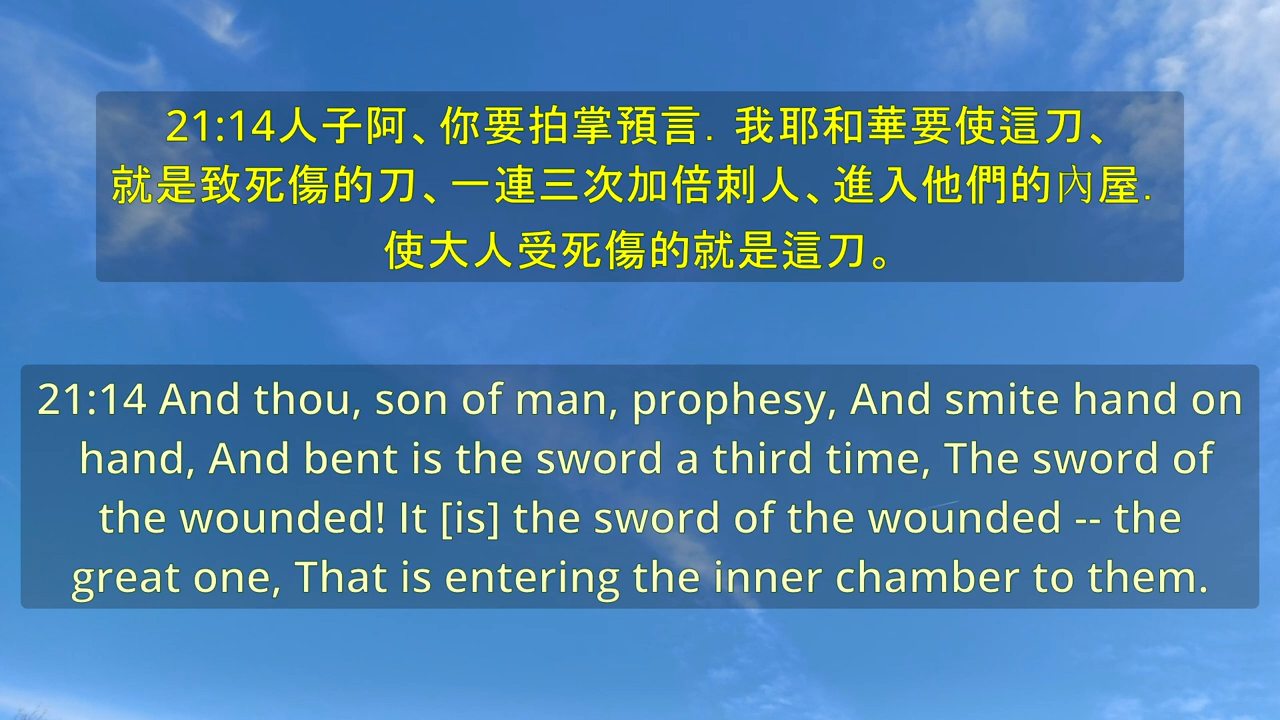 21:14人子阿、你要拍掌預言. 我耶和華要使這刀、
就是致死傷的刀、一連三次加倍刺人、進入他們的內屋.
使大人受死傷的就是這刀。
21:14 And thou, son of man, prophesy, And smite hand on
hand, And bent is the sword a third time, The sword of
the wounded! It [is] the sword of the wounded -- the
great one, That is entering the inner chamber to them.